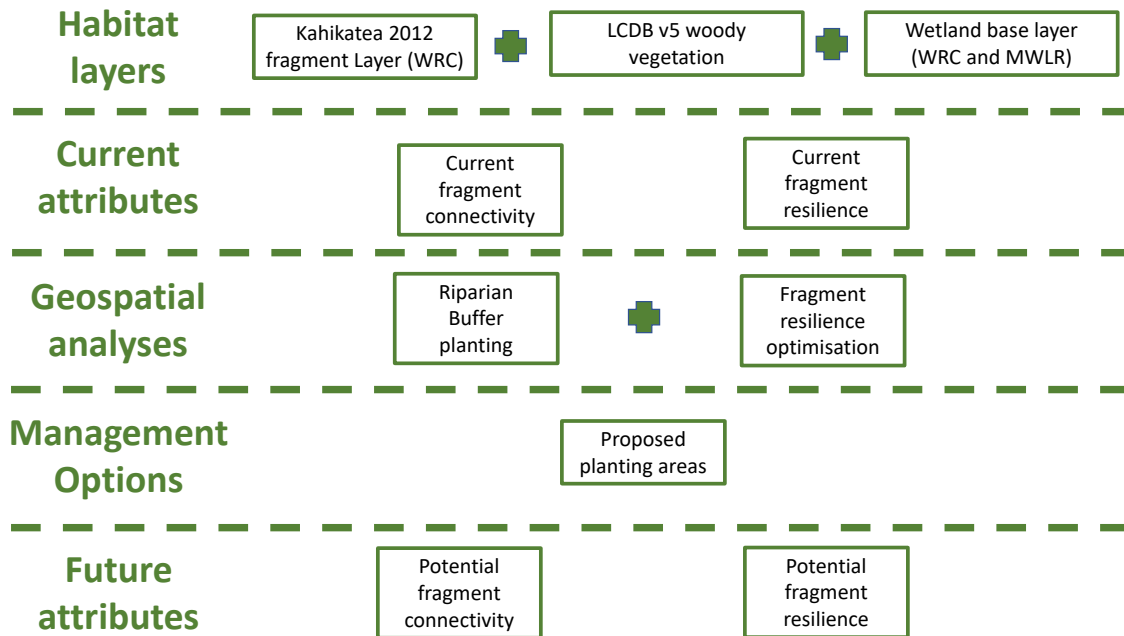 Habitat
layers
Kahikatea 2012
fragment Layer (WRC)
LCDB v5 woody
vegetation
Wetland base layer
(WRC and MWLR)
Current
attributes
Current
fragment
connectivity
Current
fragment
resilience
Geospatial
analyses
Riparian
Buffer
planting
Fragment
resilience
optimisation
Management
Options
Proposed
planting areas
Future
attributes
Potential
fragment
connectivity
Potential
fragment
resilience